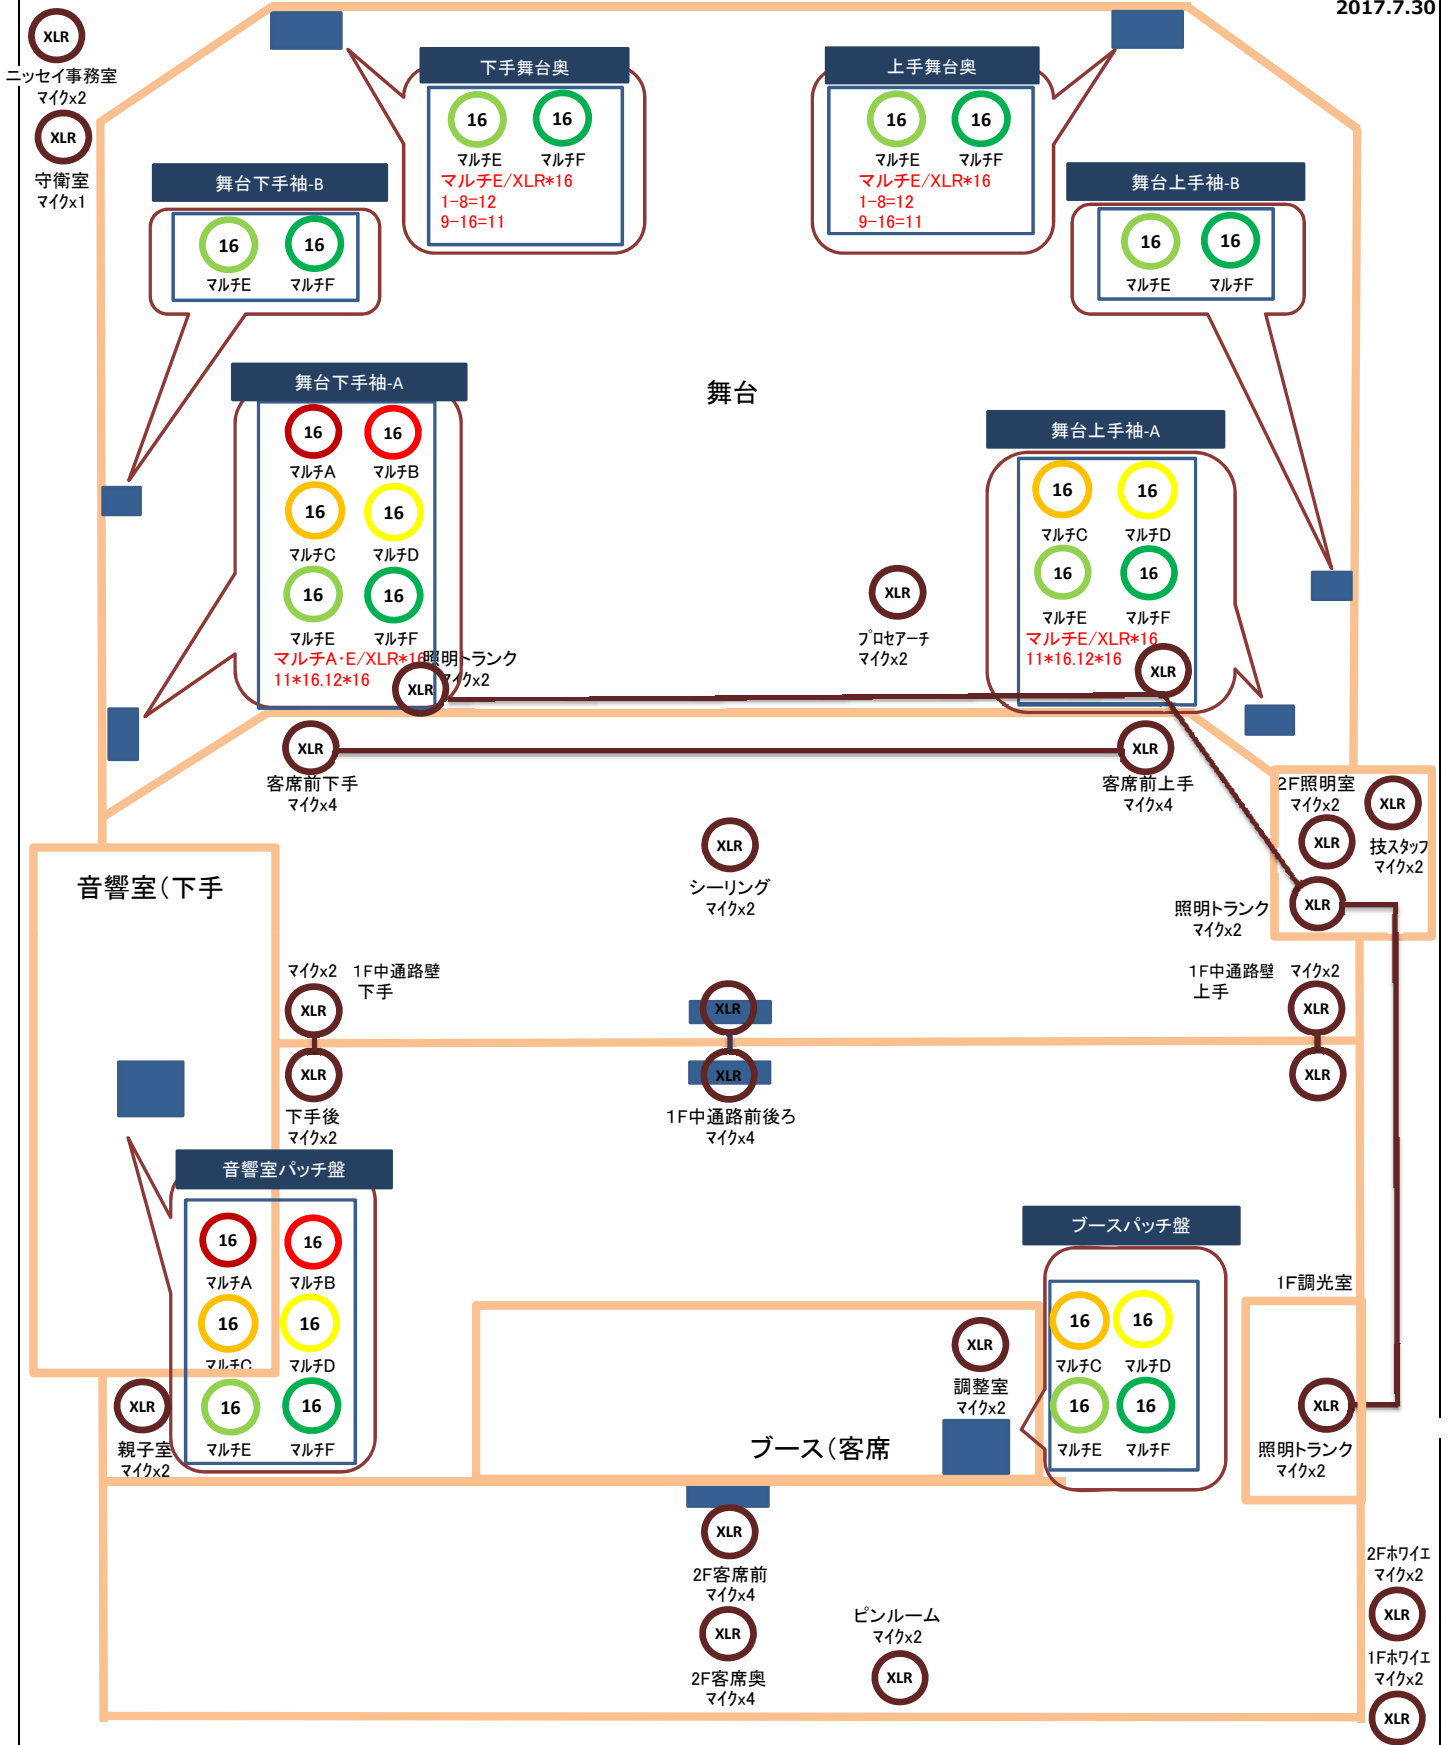 2017.7.30
XLR
ニッセイ事務室
マイクx2
XLR
守衛室
マイクx1
下手舞台奥
16
16
マルチE
マルチF
マルチE/XLR*16
1-8=12
9-16=11
上手舞台奥
16
16
マルチE
マルチF
マルチE/XLR*16
1-8=12
9-16=11
舞台下手袖-B
16
16
マルチE
マルチF
舞台上手袖-B
16
16
マルチE
マルチF
舞台
舞台下手袖-A
16
16
マルチA
マルチB
16
16
マルチC
マルチD
16
16
マルチE
マルチF
マルチA・E/XLR*16
11*16.12*16
照明トランク
マイクx2
XLR
舞台上手袖-A
16
16
マルチC
マルチD
16
16
マルチE
マルチF
マルチE/XLR*16
11*16.12*16
XLR
XLR
プロセアーチ
マイクx2
XLR
客席前下手
マイクx4
XLR
客席前上手
マイクx4
2F照明室
マイクx2
XLR
XLR
技スタッフ
マイクx2
XLR
シーリング
マイクx2
音響室(下手
照明トランク
マイクx2
XLR
マイクx2
1F中通路壁
下手
XLR
XLR
下手後
マイクx2
XLR
XLR
1F中通路前後ろ
マイクx4
1F中通路壁
上手
マイクx2
XLR
XLR
音響室パッチ盤
16
16
マルチA
マルチB
16
16
マルチC
マルチD
16
16
マルチE
マルチF
XLR
親子室
マイクx2
ブースパッチ盤
16
16
マルチC
マルチD
16
16
マルチE
マルチF
XLR
調整室
マイクx2
ブース(客席
1F調光室
XLR
照明トランク
マイクx2
XLR
2F客席前
マイクx4
XLR
2F客席奥
マイクx4
ピンルーム
マイクx2
XLR
2Fホワイエ
マイクx2
XLR
1Fホワイエ
マイクx2
XLR